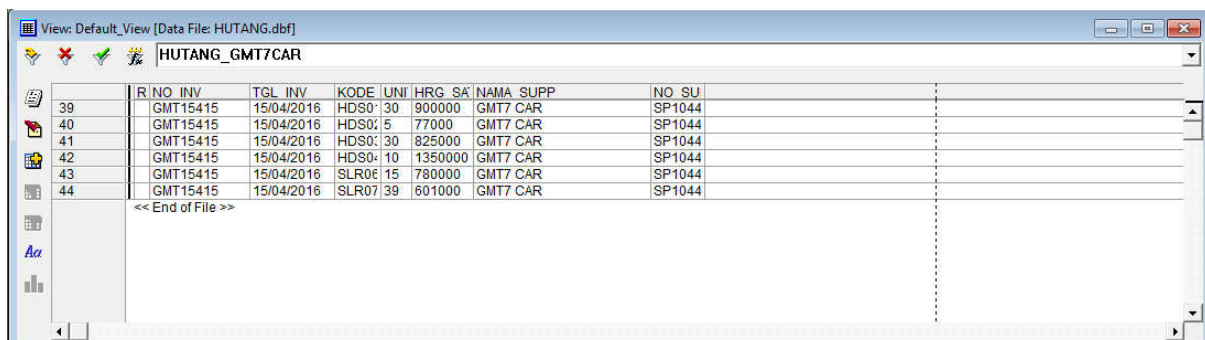 View: Default_View [Data File: HUTANG.dbf]
HUTANG_GMT7CAR
R NO_INV TGL_INV KODE UNI HRG_SA NAMA_SUPP NO_SU
39 GMT15415 15/04/2016 HDS0 30 900000 GMT7 CAR SP1044
40 GMT15415 15/04/2016 HDS02 5 77000 GMT7 CAR SP1044
41 GMT15415 15/04/2016 HDS0 30 825000 GMT7 CAR SP1044
42 GMT15415 15/04/2016 HDS0 10 1350000 GMT7 CAR SP1044
43 GMT15415 15/04/2016 SLR06 15 780000 GMT7 CAR SP1044
44 GMT15415 15/04/2016 SLR07 39 601000 GMT7 CAR SP1044
<< End of File >>
Aa